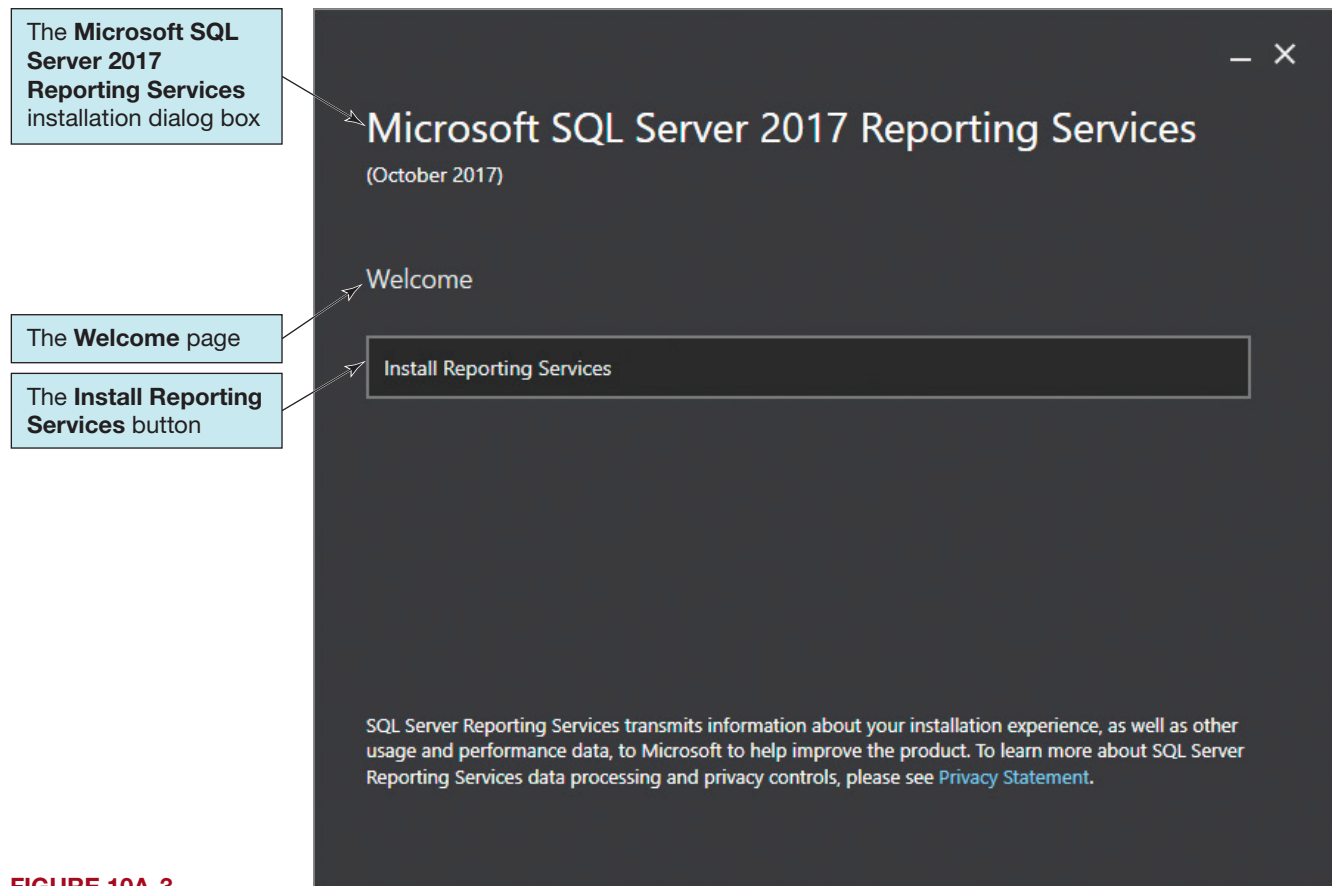 The Microsoft SQL
Server 2017
Reporting Services
installation dialog box
Microsoft SQL Server 2017 Reporting Services
(October 2017)
Welcome
The Welcome page
Install Reporting Services
The Install Reporting
Services button
SQL Server Reporting Services transmits information about your installation experience, as well as other
usage and performance data, to Microsoft to help improve the product. To learn more about SQL Server
Reporting Services data processing and privacy controls, please see Privacy Statement.
FIGURE 10A-3